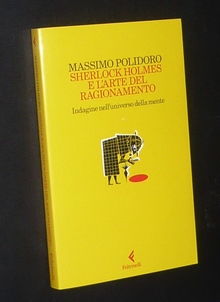 MASSIMO POLIDORO
SHERLOCK HOLMES
E L'ARTE DEL
RAGIONAMENTO
Indagine nell'universo della mente
Feltrinelli